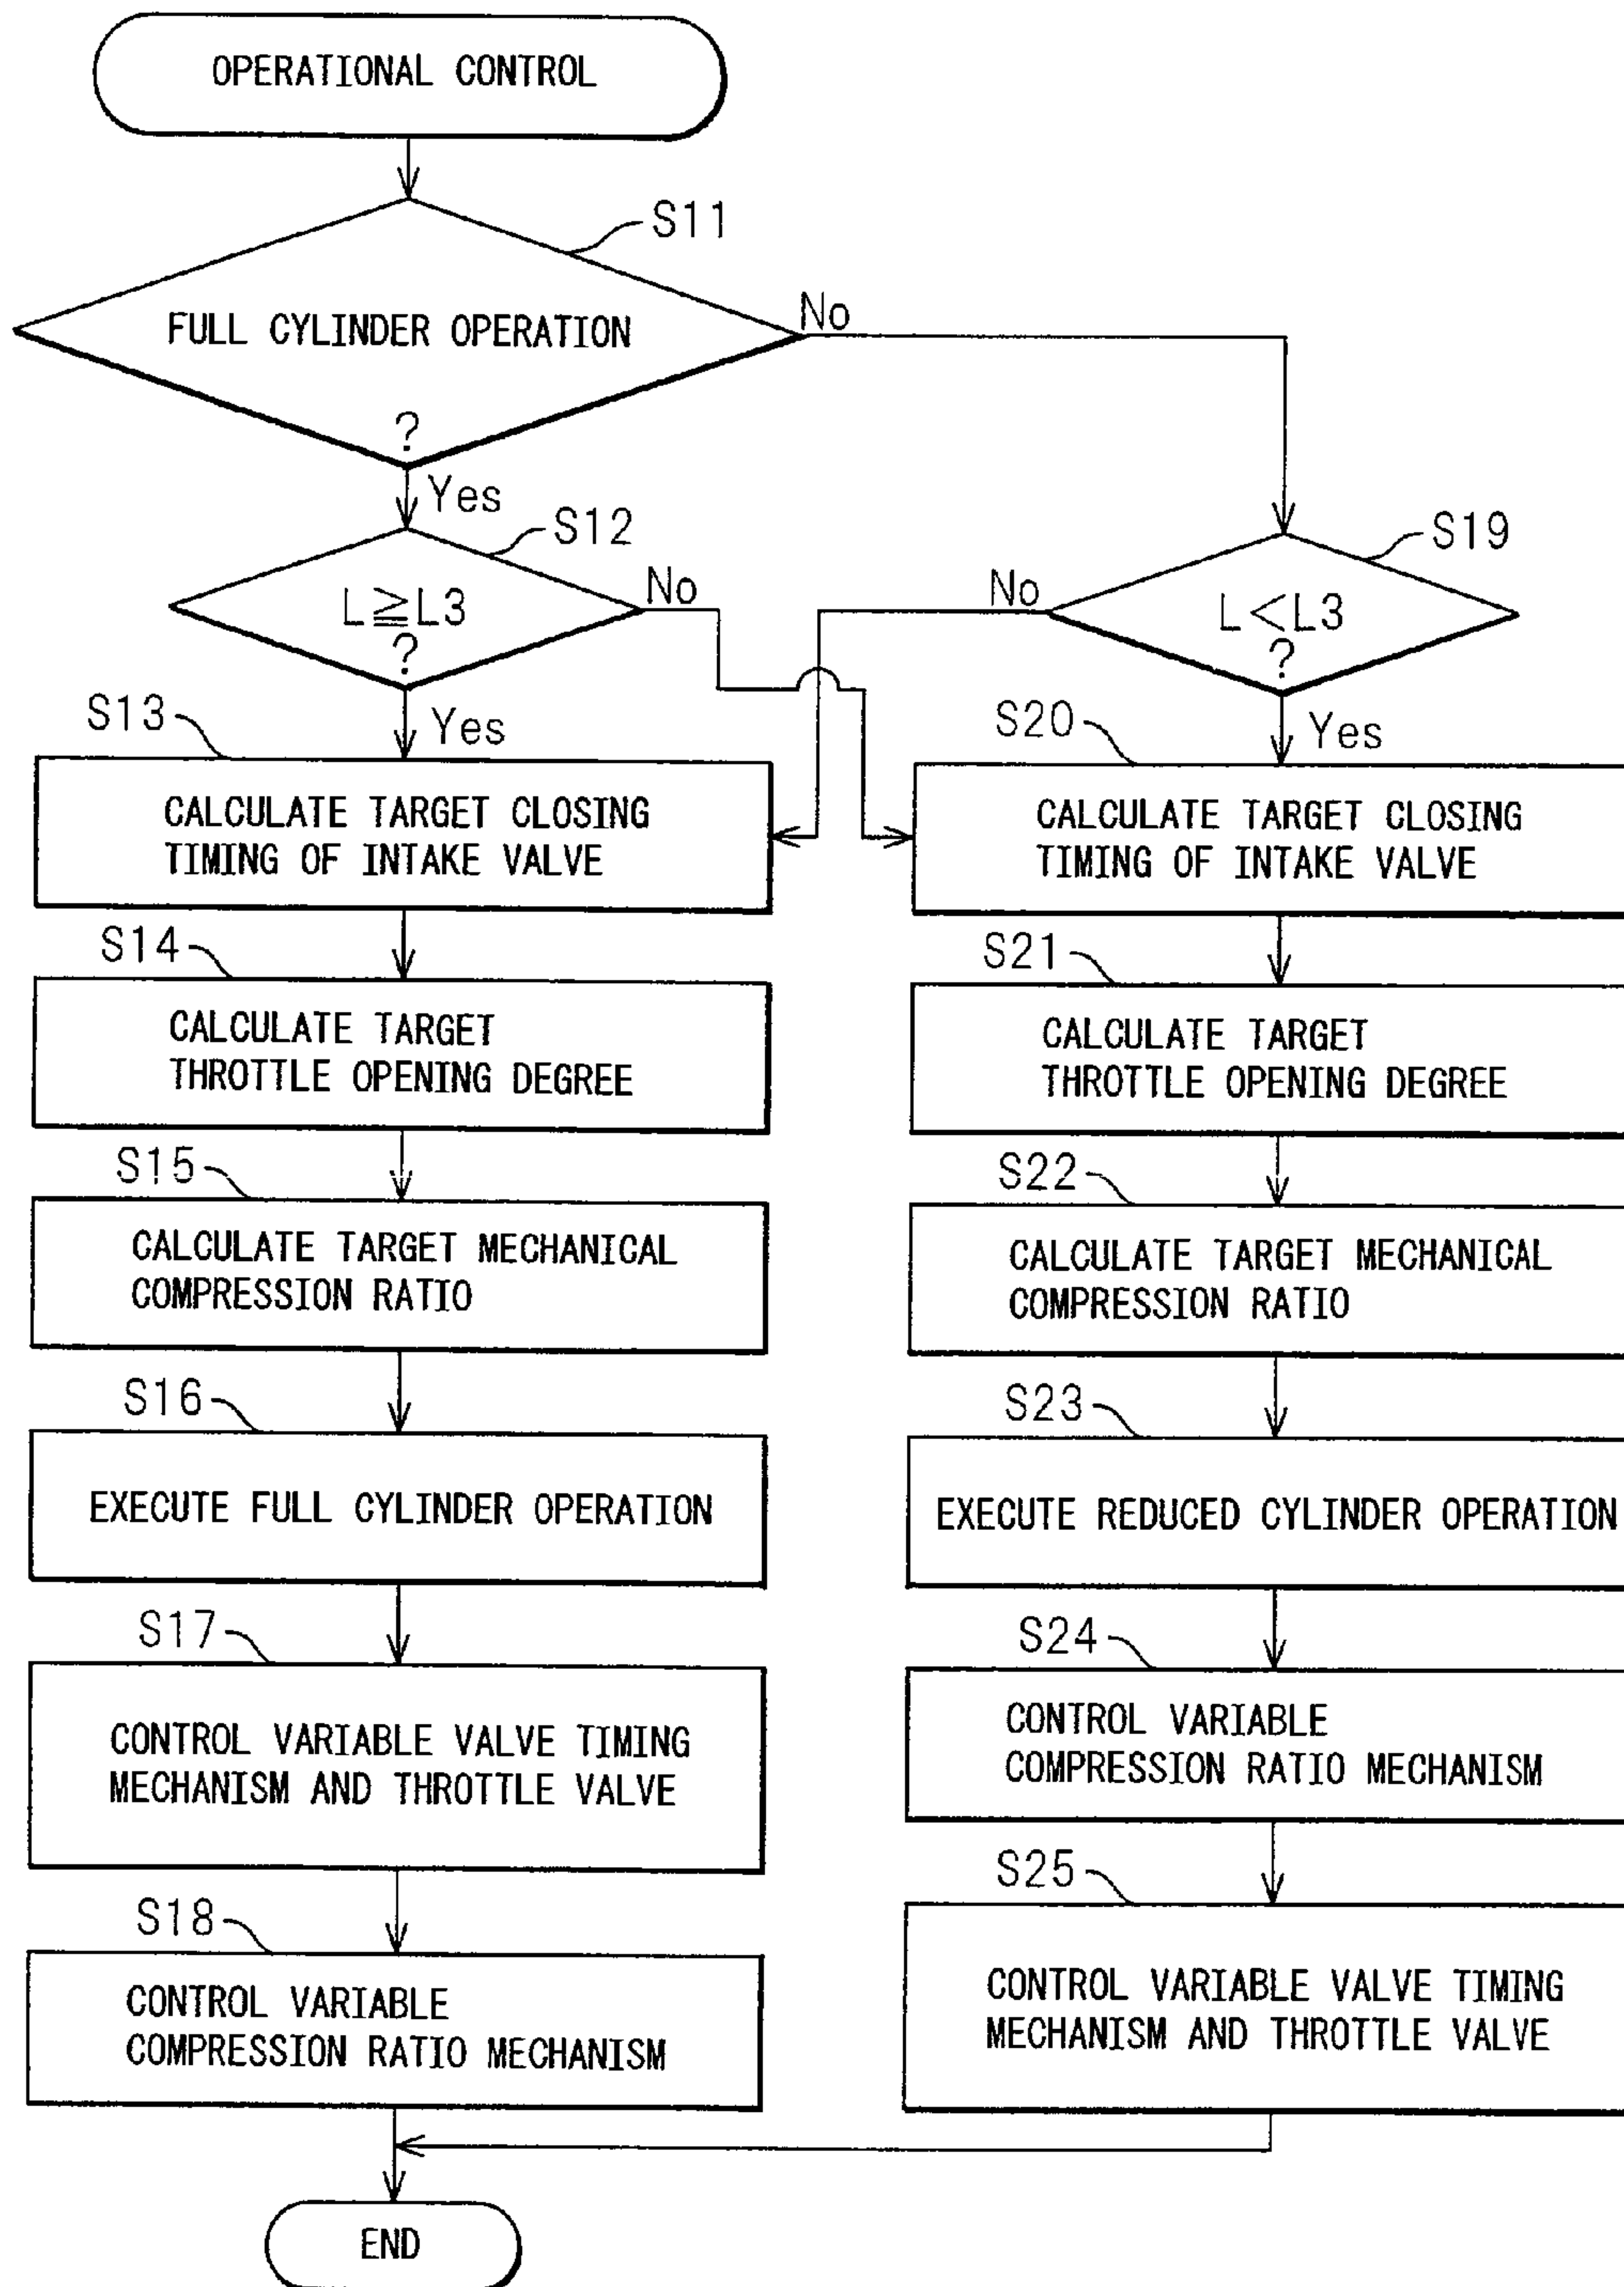 OPERATIONAL CONTROL
S11
FULL CYLINDER OPERATION
?
No
Yes
S12
L≧L3
?
No
Yes
S19
L<L3
?
No
Yes
S13
CALCULATE TARGET CLOSING
TIMING OF INTAKE VALVE
S14
CALCULATE TARGET
THROTTLE OPENING DEGREE
S15
CALCULATE TARGET MECHANICAL
COMPRESSION RATIO
S16
EXECUTE FULL CYLINDER OPERATION
S17
CONTROL VARIABLE VALVE TIMING
MECHANISM AND THROTTLE VALVE
S18
CONTROL VARIABLE
COMPRESSION RATIO MECHANISM
S20
CALCULATE TARGET CLOSING
TIMING OF INTAKE VALVE
S21
CALCULATE TARGET
THROTTLE OPENING DEGREE
S22
CALCULATE TARGET MECHANICAL
COMPRESSION RATIO
S23
EXECUTE REDUCED CYLINDER OPERATION
S24
CONTROL VARIABLE
COMPRESSION RATIO MECHANISM
S25
CONTROL VARIABLE VALVE TIMING
MECHANISM AND THROTTLE VALVE
END